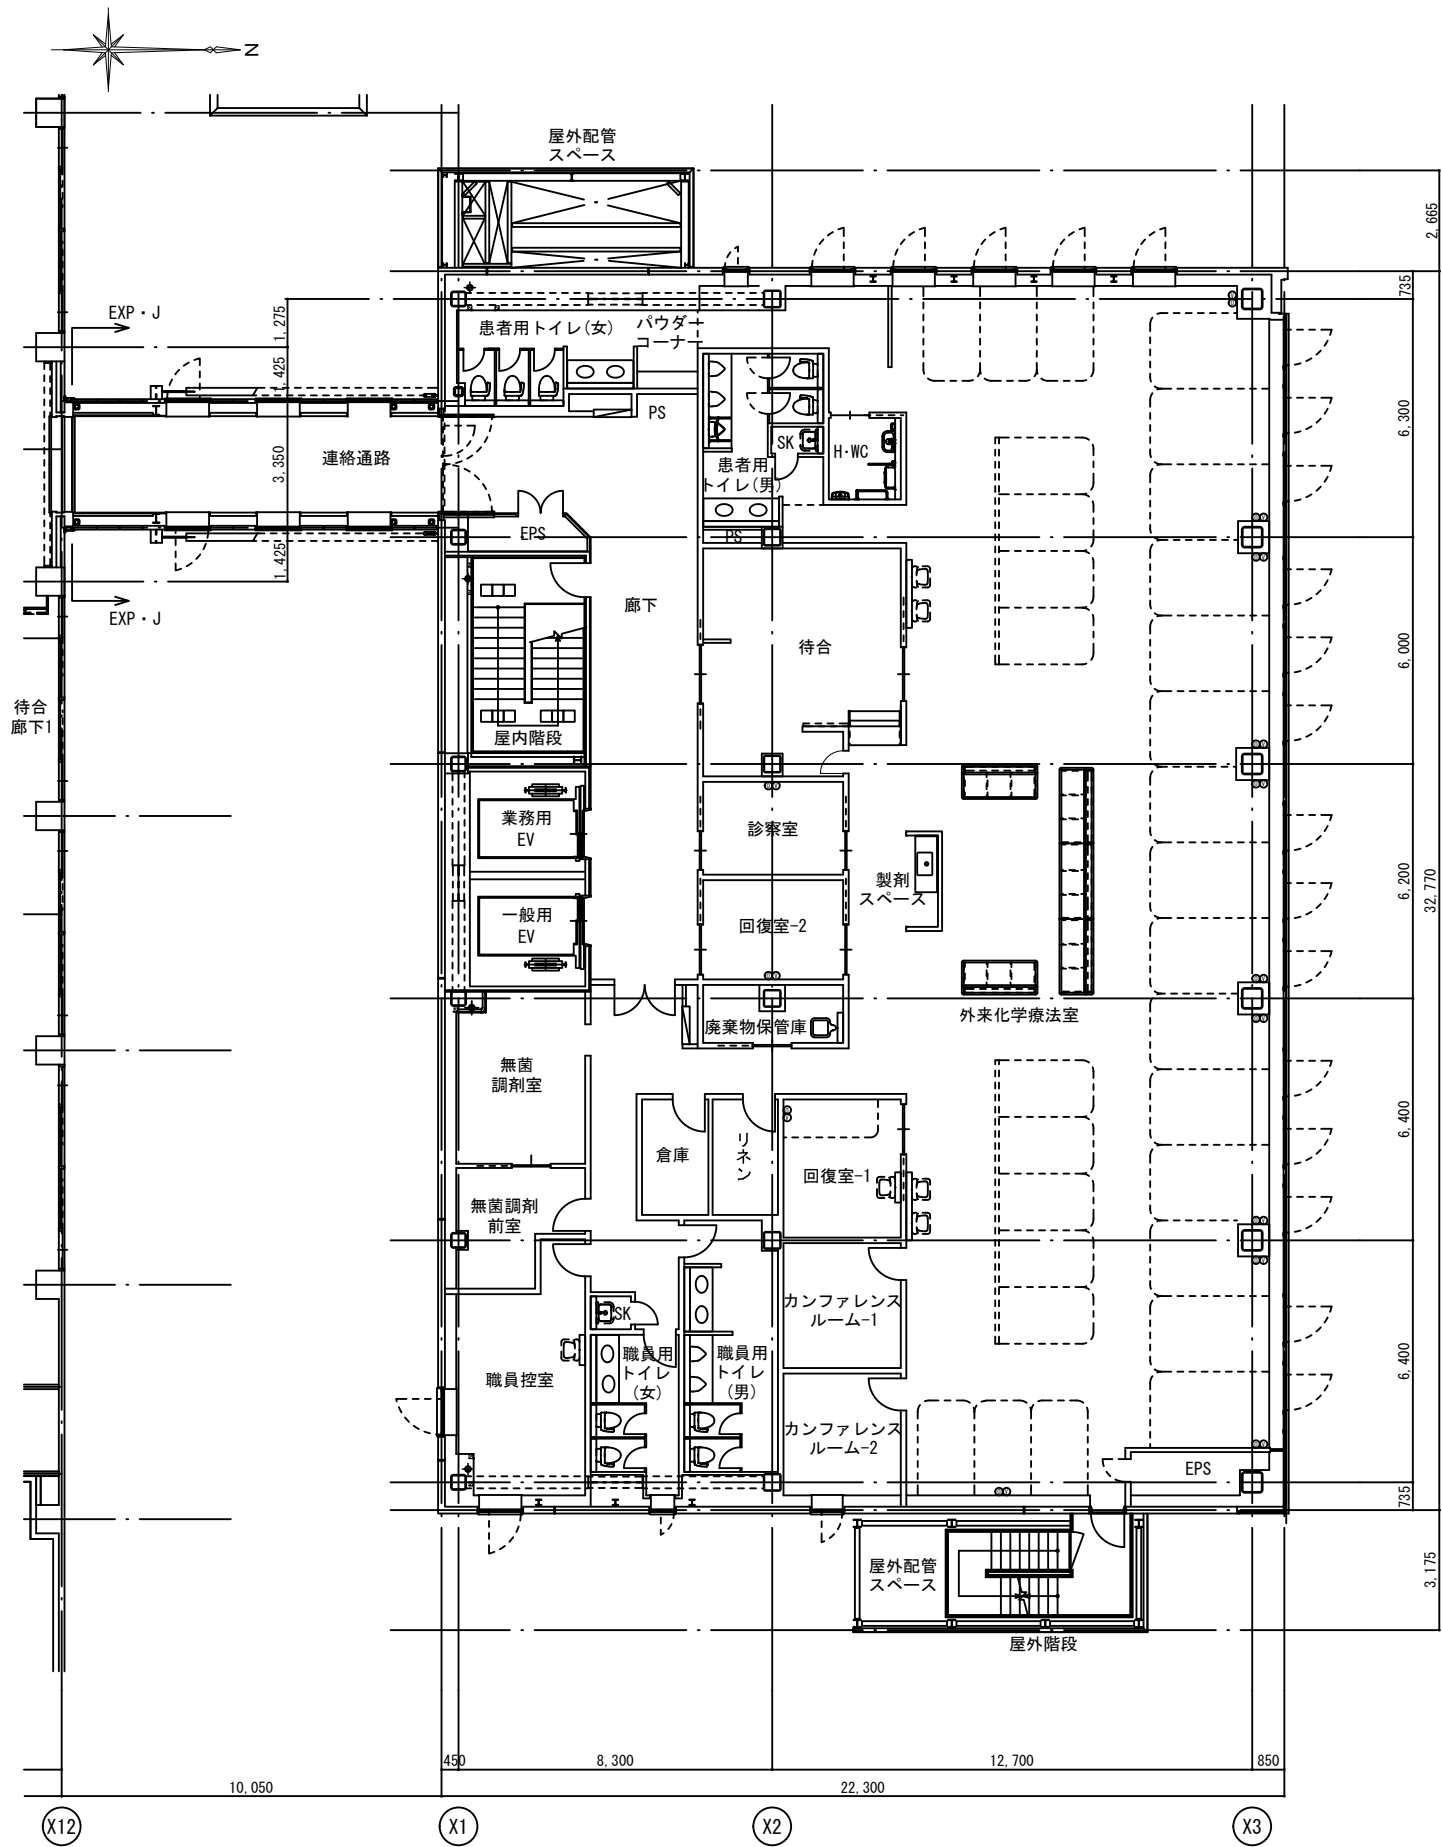 N
屋外配管
スペース
2,665
735
EXP・J
1,275
患者用トイレ(女)
パウダー
コーナー
1,425
PS
6,300
連絡通路
3,350
SK
H・WC
患者用
トイレ(男)
EPS
PS
1,425
EXP・J
廊下
待合
6,000
待合
廊下1
屋内階段
業務用
EV
診察室
製剤
スペース
6,200
32,770
一般用
EV
回復室-2
外来化学療法室
廃棄物保管庫
無菌
調剤室
6,400
倉庫
リネン
回復室-1
無菌調剤
前室
カンファレンス
ルーム-1
SK
職員用
トイレ
(女)
職員用
トイレ
(男)
職員控室
6,400
カンファレンス
ルーム-2
EPS
735
屋外配管
スペース
3,175
屋外階段
450
8,300
12,700
850
10,050
22,300
X12
X1
X2
X3